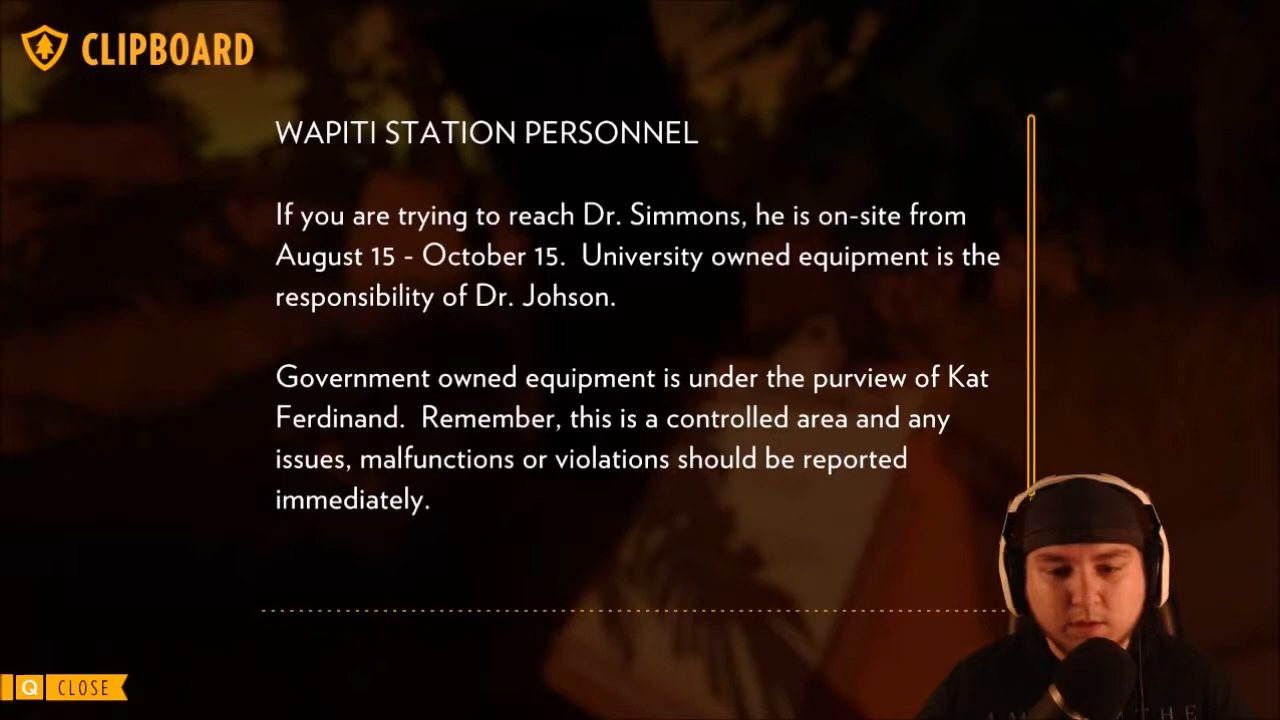 CLIPBOARD
WAPITI STATION PERSONNEL
If you are trying to reach Dr. Simmons, he is on-site from
August 15 - October 15. University owned equipment is the
responsibility of Dr. Johson.
Government owned equipment is under the purview of Kat
Ferdinand. Remember, this is a controlled area and any
issues, malfunctions or violations should be reported
immediately.
Q CLOSE